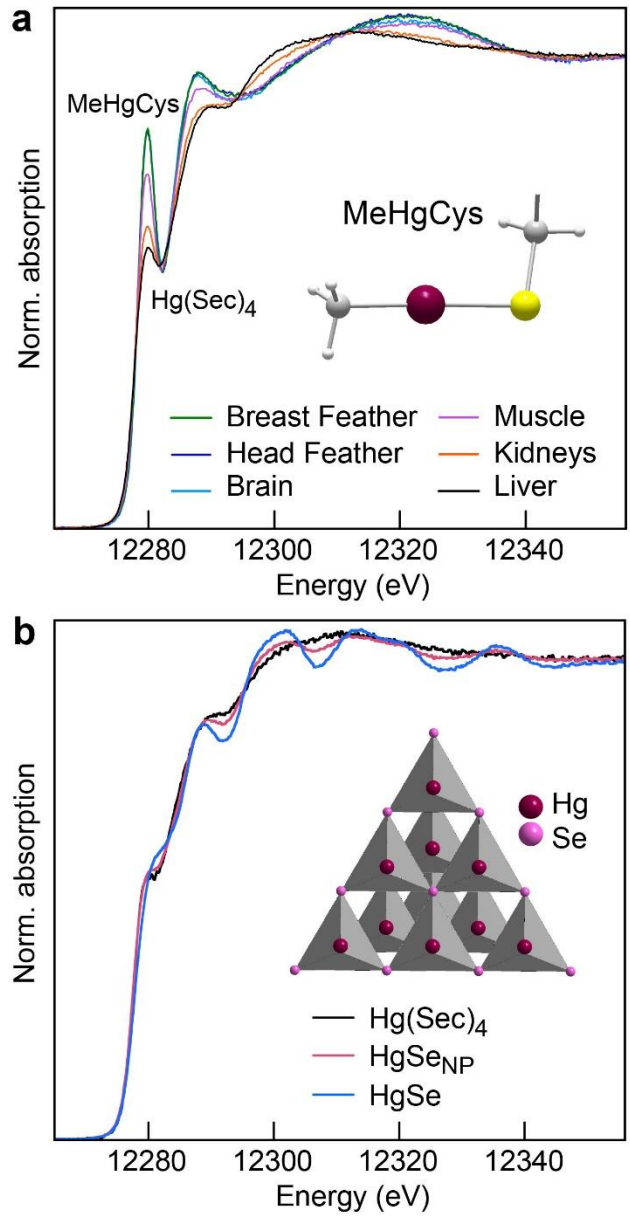 a
MeHgCys
MeHgCys
Hg(Sec)4
Norm. absorption
Breast Feather
Muscle
Head Feather
Kidneys
Brain
Liver
12280 12300 12320 12340
Energy (eV)
b
Hg
Se
Norm. absorption
Hg(Sec)4
HgSeNP
HgSe
12280 12300 12320 12340
Energy (eV)